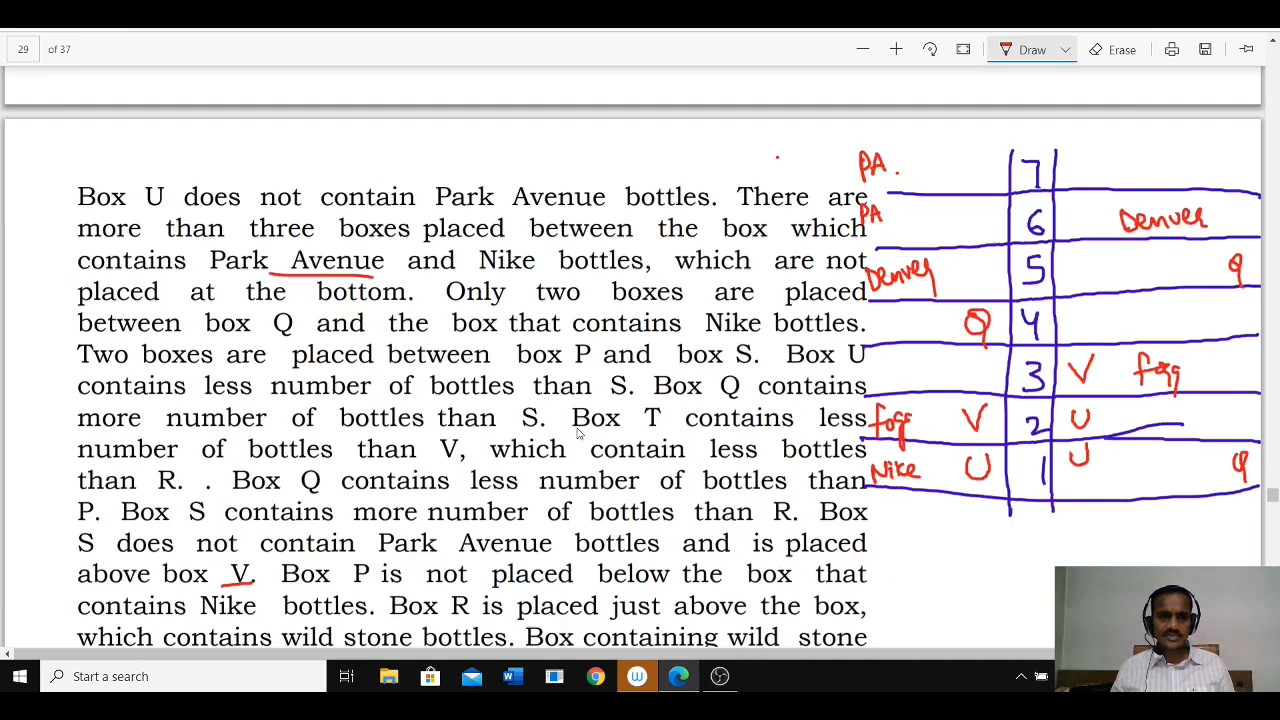 29 of 37
Draw
Erase
Box U does not contain Park Avenue bottles. There are
more than three boxes placed between the box which
contains Park Avenue and Nike bottles, which are not
placed at the bottom. Only two boxes are placed
between box Q and the box that contains Nike bottles.
Two boxes are placed between box P and box S. Box U
contains less number of bottles than S. Box Q contains
more number of bottles than S. Box T contains less
number of bottles than V, which contain less bottles
than R. . Box Q contains less number of bottles than
P. Box S contains more number of bottles than R. Box
S does not contain Park Avenue bottles and is placed
above box V. Box P is not placed below the box that
contains Nike bottles. Box R is placed just above the box,
which contains wild stone bottles. Box containing wild stone
PA. 7
PA 6 Denver
Denver 5 Q
Q 4
3 V Fogg
Fogg V 2 U
Nike U 1 U Q
Start a search